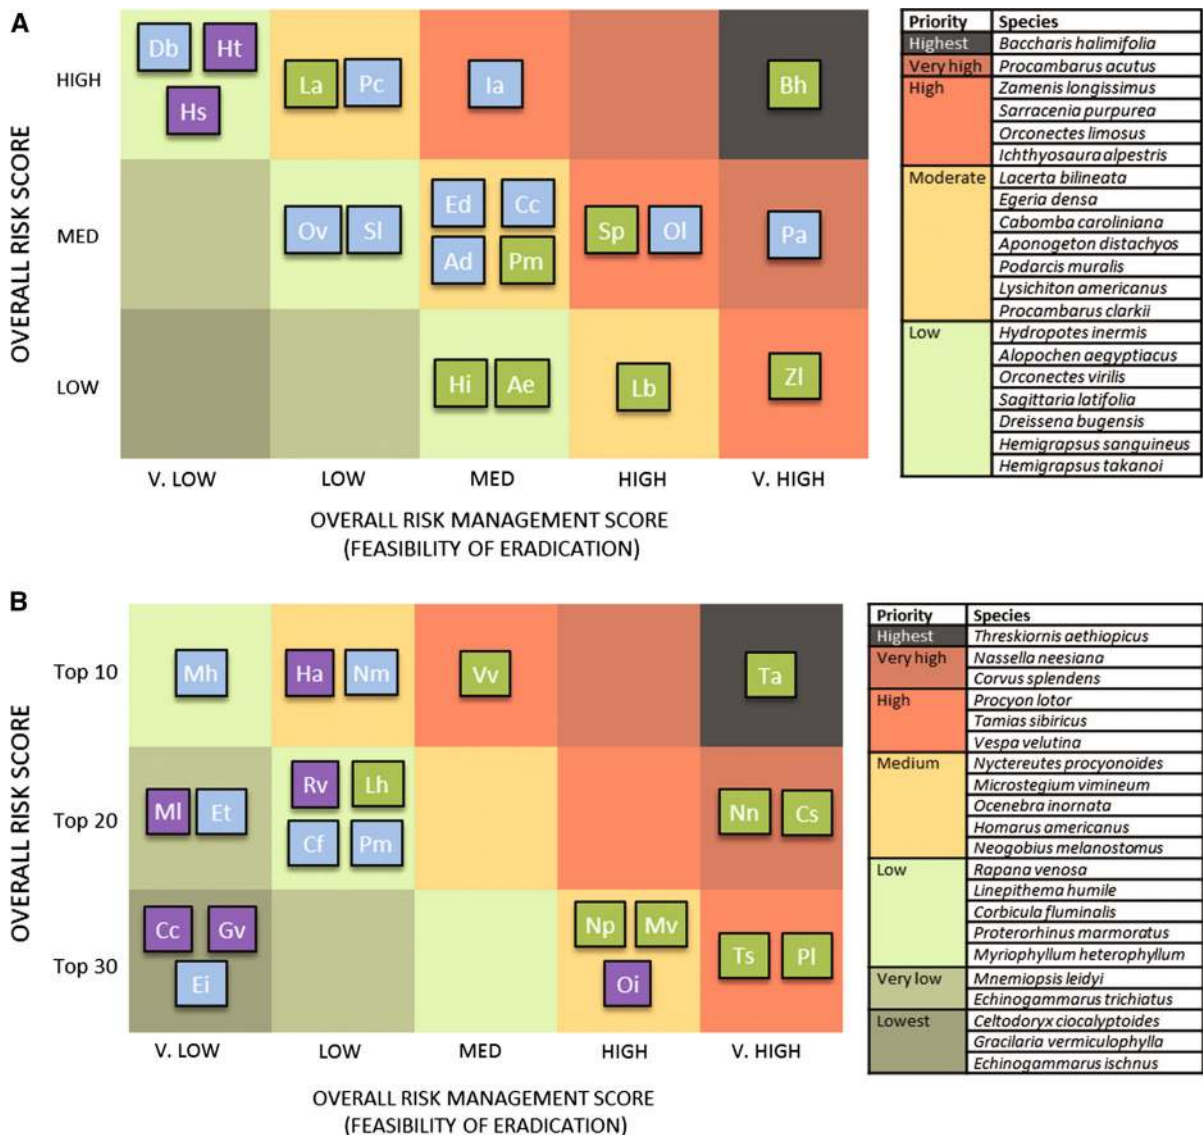 A
OVERALL RISK SCORE
HIGH
MED
LOW
Db Ht
Hs
La Pc
Ia
Bh
Ov Sl
Ed Cc
Ad Pm
Sp Ol
Pa
Hi Ae
Lb
Zl
V. LOW LOW MED HIGH V. HIGH
OVERALL RISK MANAGEMENT SCORE
(FEASIBILITY OF ERADICATION)
Priority Species
Highest Baccharis halimifolia
Very high Procambarus acutus
High Zamenis longissimus
Sarracenia purpurea
Orconectes limosus
Ichthyosaura alpestris
Moderate Lacerta bilineata
Egeria densa
Cabomba caroliniana
Aponogeton distachyos
Podarcis muralis
Lysichiton americanus
Procambarus clarkii
Low Hydropotes inermis
Alopochen aegyptiacus
Orconectes virilis
Sagittaria latifolia
Dreissena bugensis
Hemigrapsus sanguineus
Hemigrapsus takanoi
B
OVERALL RISK SCORE
Top 10
Top 20
Top 30
Mh
Ha Nm
Vv
Ta
Ml Et
Rv Lh
Cf Pm
Nn Cs
Cc Gv
Ei
Np Mv
Oi
Ts Pl
V. LOW LOW MED HIGH V. HIGH
OVERALL RISK MANAGEMENT SCORE
(FEASIBILITY OF ERADICATION)
Priority Species
Highest Threskiornis aethiopicus
Very high Nassella neesiana
Corvus splendens
High Procyon lotor
Tamias sibiricus
Vespa velutina
Medium Nyctereutes procyonoides
Microstegium vimineum
Ocenebra inornata
Homarus americanus
Neogobius melanostomus
Low Rapana venosa
Linepithema humile
Corbicula fluminalis
Proterorhinus marmoratus
Myriophyllum heterophyllum
Very low Mnemiopsis leidyi
Echinogammarus trichiatus
Lowest Celtodoryx ciocalyptoides
Gracilaria vermiculophylla
Echinogammarus ischnus